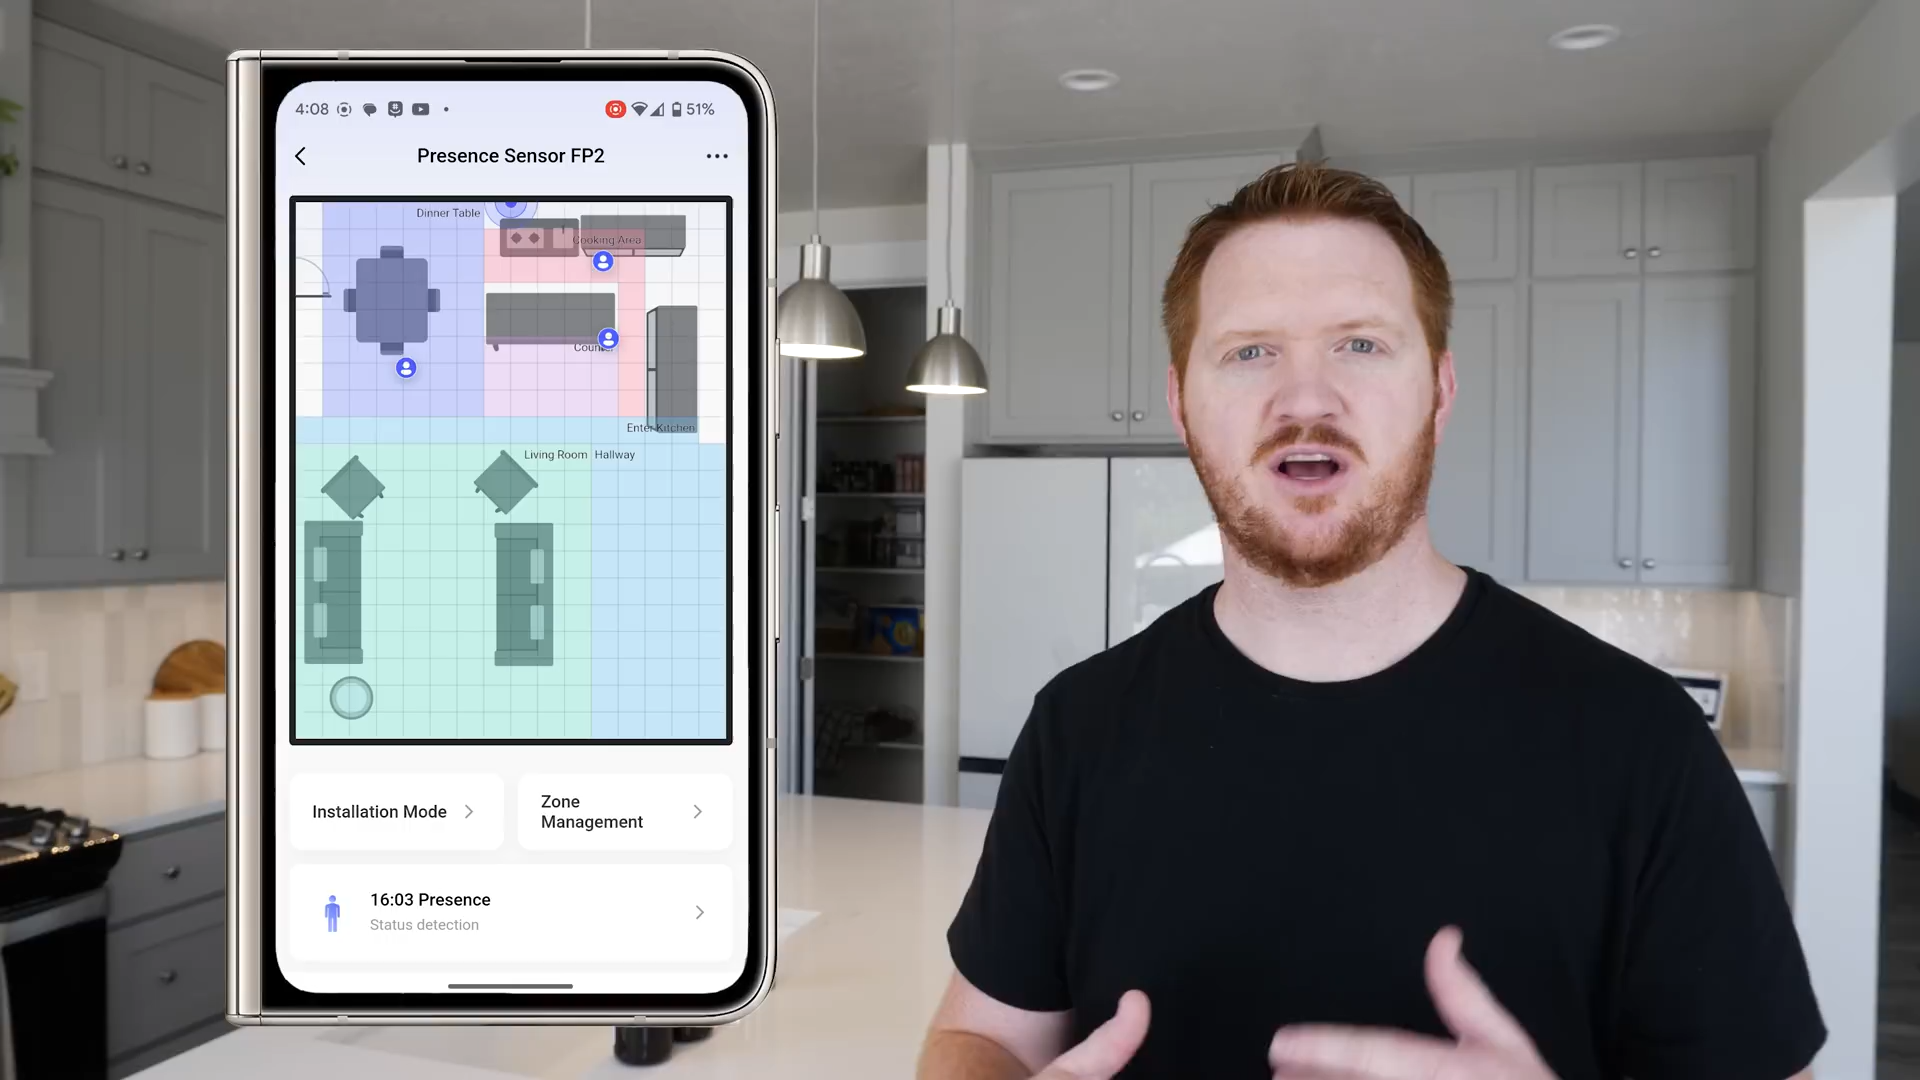 4:08
51%
Presence Sensor FP2
Dinner Table
Cooking Area
Enter Kitchen
Living Room
Hallway
Installation Mode
Zone
Management
16:03 Presence
Status detection